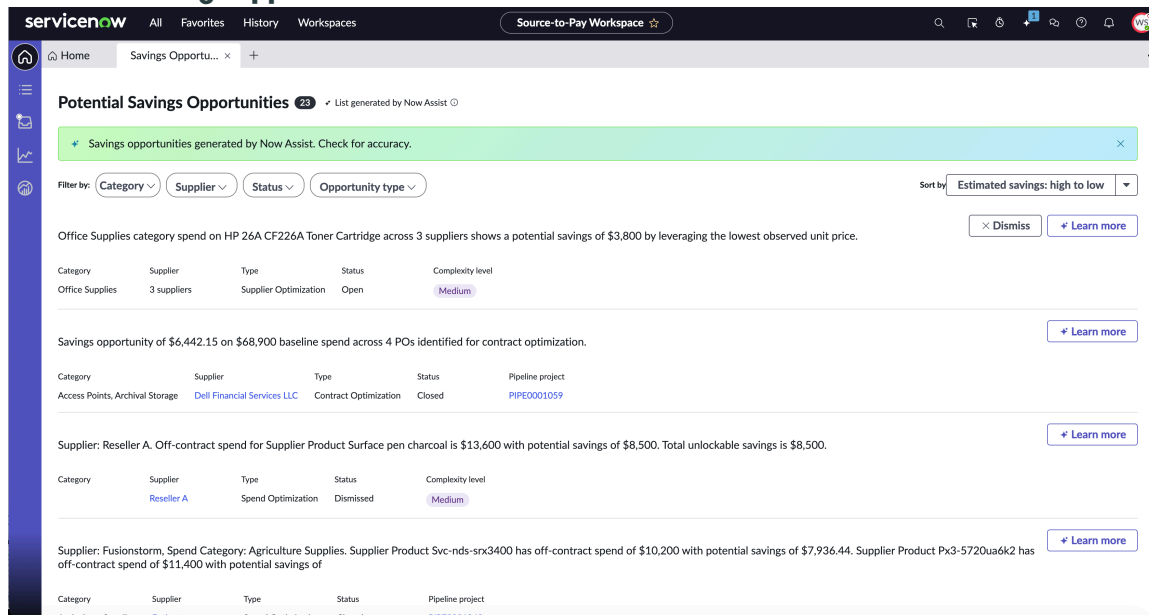 servicenow All Favorites History Workspaces Source-to-Pay Workspace 1 WS
Home Savings Opportu... × +
Potential Savings Opportunities 23 List generated by Now Assist
Savings opportunities generated by Now Assist. Check for accuracy.
Filter by: Category Supplier Status Opportunity type Sort by Estimated savings: high to low
× Dismiss Learn more
Office Supplies category spend on HP 26A CF226A Toner Cartridge across 3 suppliers shows a potential savings of $3,800 by leveraging the lowest observed unit price.
Category Supplier Type Status Complexity level
Office Supplies 3 suppliers Supplier Optimization Open Medium
Learn more
Savings opportunity of $6,442.15 on $68,900 baseline spend across 4 POs identified for contract optimization.
Category Supplier Type Status Pipeline project
Access Points, Archival Storage Dell Financial Services LLC Contract Optimization Closed PIPE0001059
Learn more
Supplier: Reseller A. Off-contract spend for Supplier Product Surface pen charcoal is $13,600 with potential savings of $8,500. Total unlockable savings is $8,500.
Category Supplier Type Status Complexity level
Reseller A Spend Optimization Dismissed Medium
Learn more
Supplier: Fusionstorm, Spend Category: Agriculture Supplies. Supplier Product Svc-nds-srx3400 has off-contract spend of $10,200 with potential savings of $7,936.44. Supplier Product Px3-5720ua6k2 has
off-contract spend of $11,400 with potential savings of
Category Supplier Type Status Pipeline project